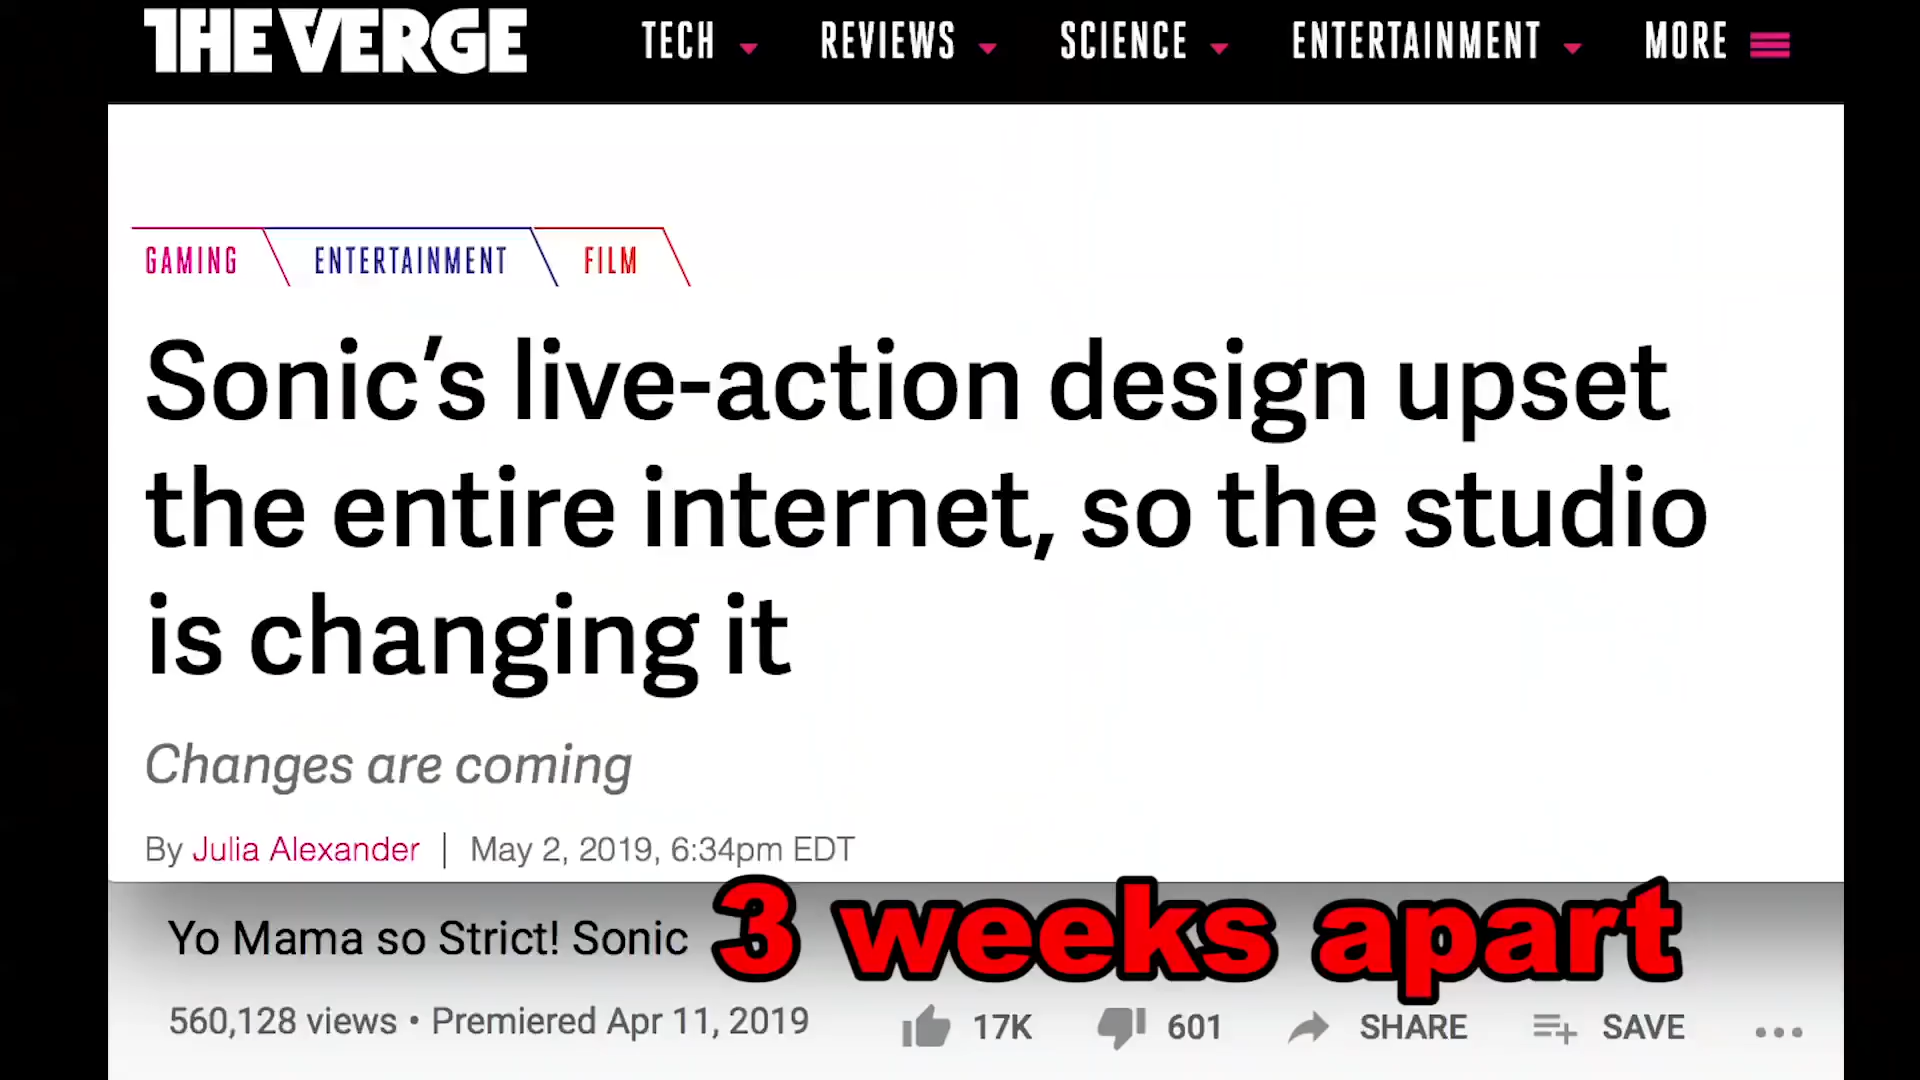 THE VERGE TECH REVIEWS SCIENCE ENTERTAINMENT MORE
GAMING ENTERTAINMENT FILM
Sonic's live-action design upset
the entire internet, so the studio
is changing it
Changes are coming
By Julia Alexander | May 2, 2019, 6:34pm EDT
Yo Mama so Strict! Sonic 3 weeks apart
560,128 views • Premiered Apr 11, 2019 17K 601 SHARE SAVE